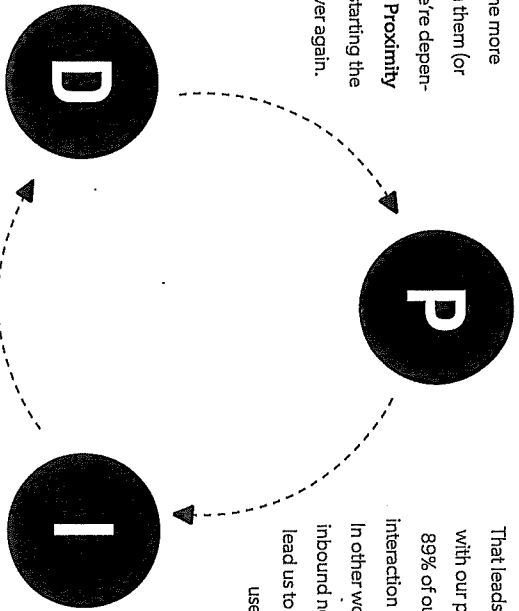 ne more
them (or
e're depen-
Proximity
starting the
ver again.
P
D
I
That leads
with our p
89% of ou
interaction
In other wo
inbound n
lead us to
use